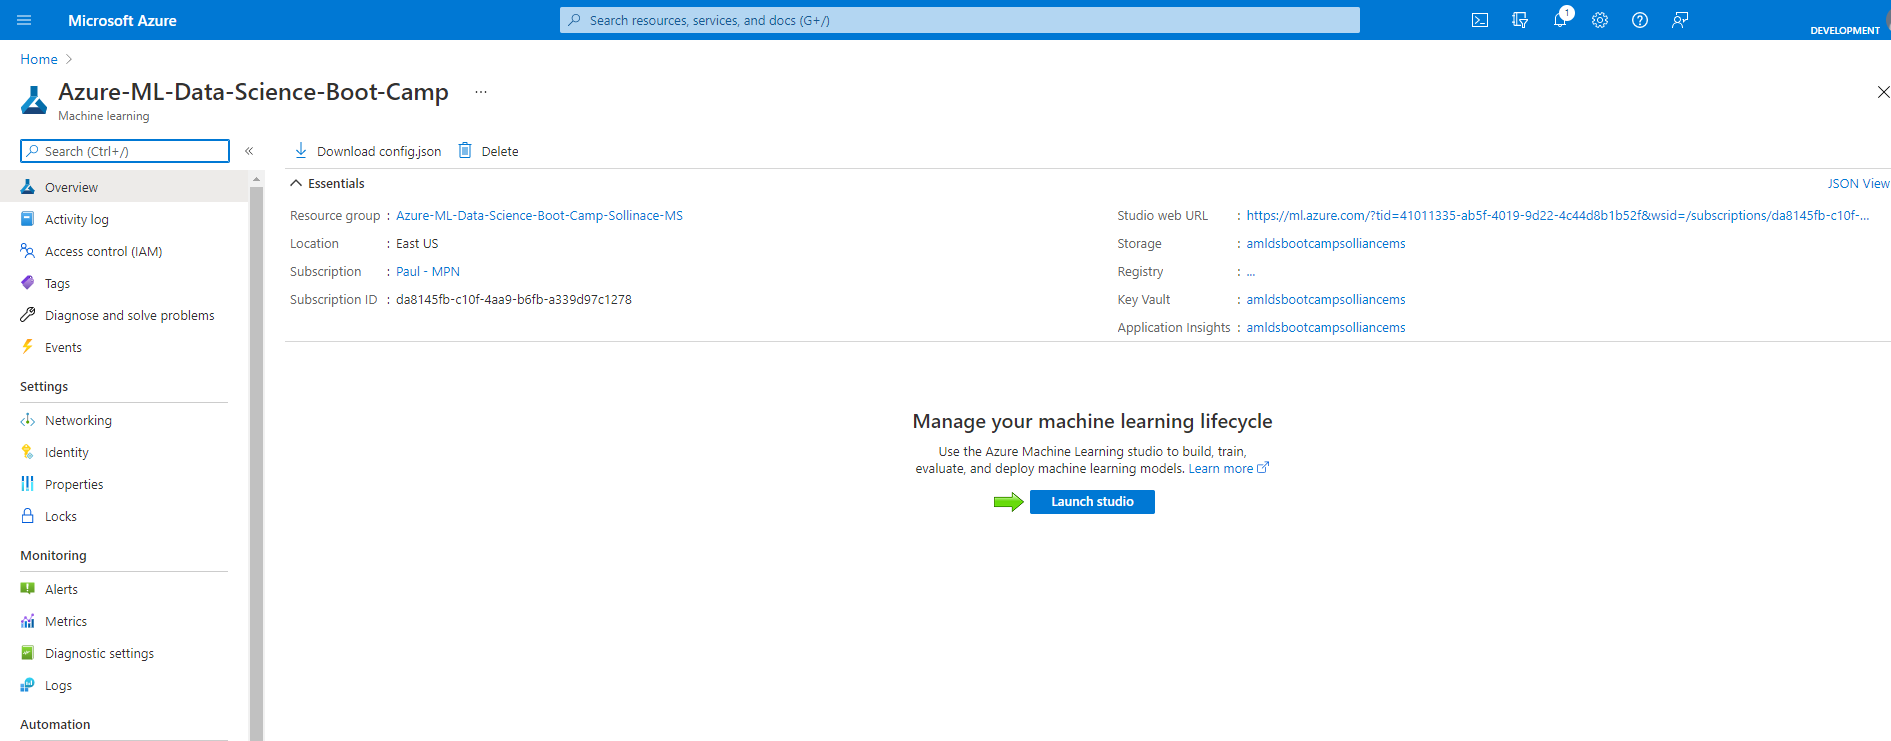 Microsoft Azure
Search resources, services, and docs (G+/)
1
DEVELOPMENT
Home
Azure-ML-Data-Science-Boot-Camp ...
Machine learning
Search (Ctrl+/)
Download config.json Delete
Overview
Activity log
Access control (IAM)
Tags
Diagnose and solve problems
Events
Settings
Networking
Identity
Properties
Locks
Monitoring
Alerts
Metrics
Diagnostic settings
Logs
Automation
Essentials
JSON View
Resource group : Azure-ML-Data-Science-Boot-Camp-Sollinace-MS
Location : East US
Subscription : Paul - MPN
Subscription ID : da8145fb-c10f-4aa9-b6fb-a339d97c1278
Studio web URL : https://ml.azure.com/?tid=41011335-ab5f-4019-9d22-4c44d8b1b52f&wsid=/subscriptions/da8145fb-c10f-...
Storage : amldsbootcampsolliancems
Registry : ...
Key Vault : amldsbootcampsolliancems
Application Insights : amldsbootcampsolliancems
Manage your machine learning lifecycle
Use the Azure Machine Learning studio to build, train,
evaluate, and deploy machine learning models. Learn more
Launch studio